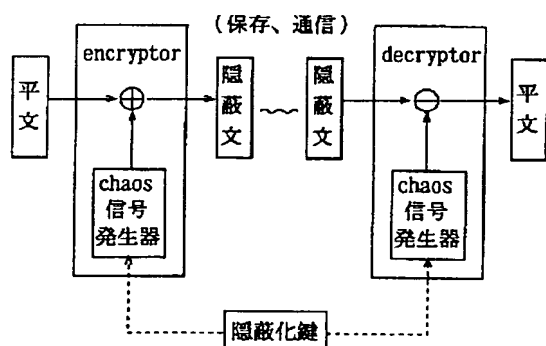 (保存、通信)
encryptor
decryptor
平文
隠蔽文
隠蔽文
平文
chaos
信号
発生器
chaos
信号
発生器
隠蔽化鍵